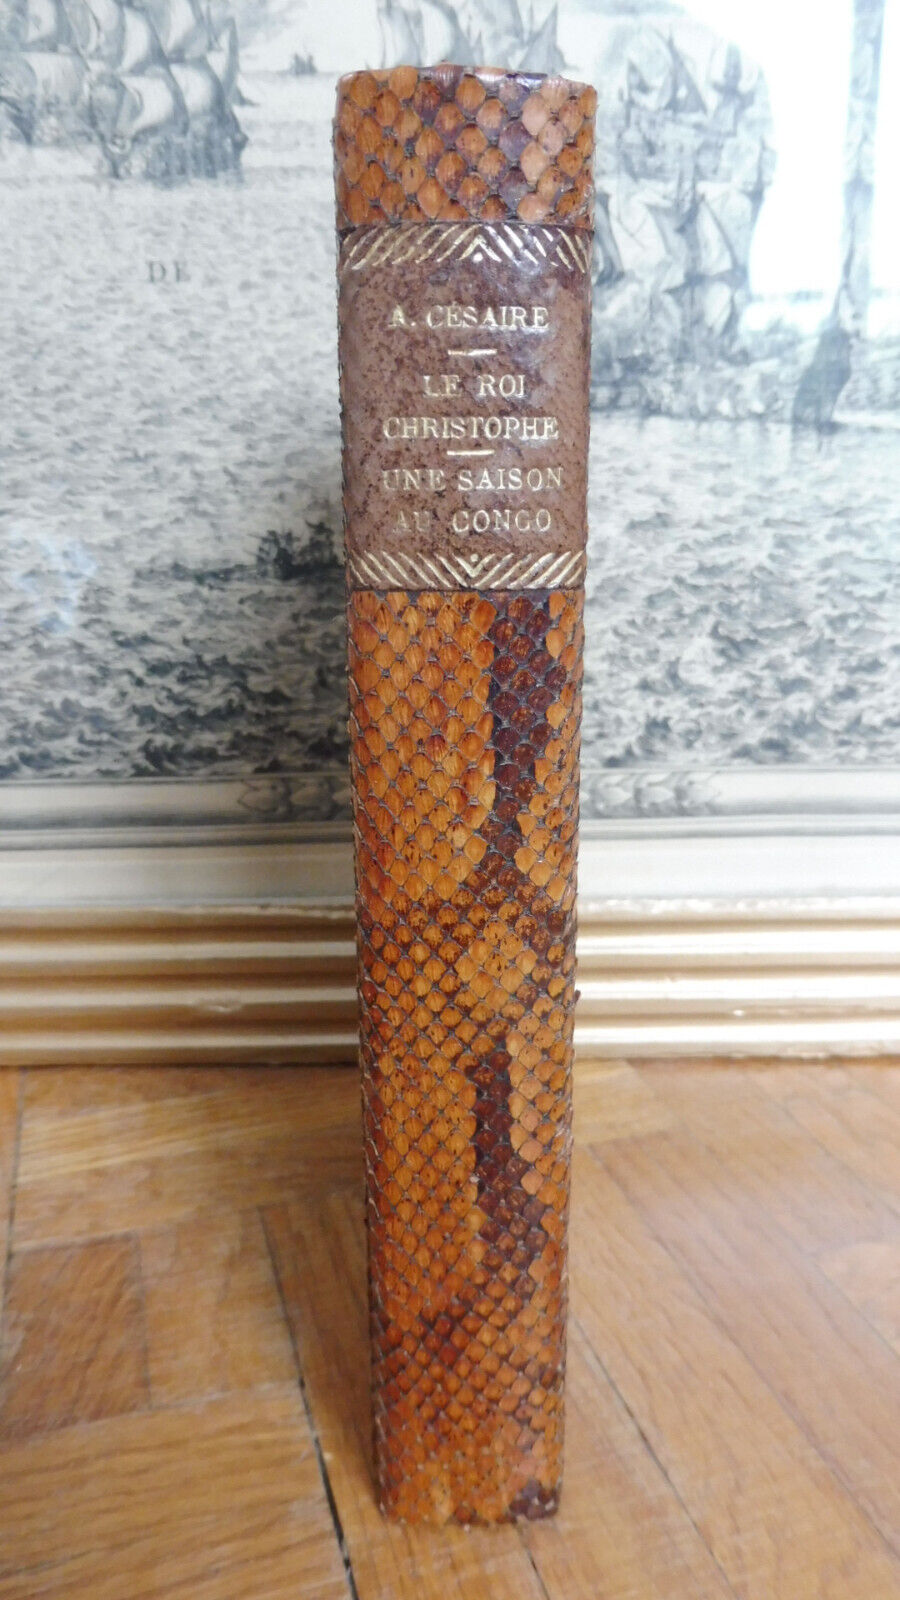 DE
A. CÉSAIRE
LE ROI
CHRISTOPHE
UNE SAISON
AU CONGO